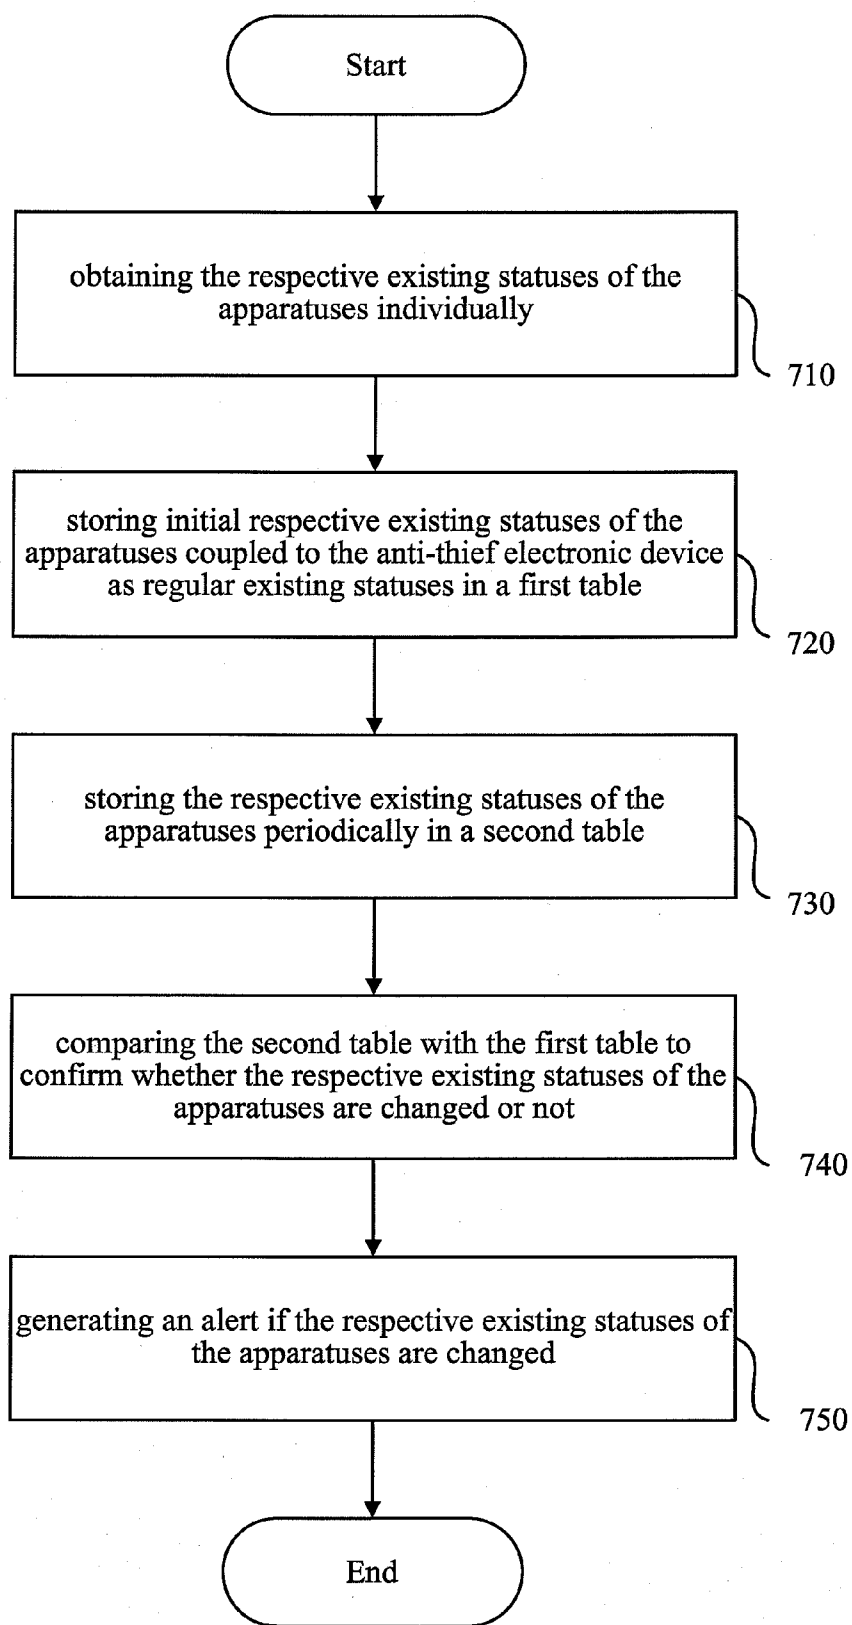 Start
obtaining the respective existing statuses of the
apparatuses individually
710
storing initial respective existing statuses of the
apparatuses coupled to the anti-thief electronic device
as regular existing statuses in a first table
720
storing the respective existing statuses of the
apparatuses periodically in a second table
730
comparing the second table with the first table to
confirm whether the respective existing statuses of the
apparatuses are changed or not
740
generating an alert if the respective existing statuses of
the apparatuses are changed
750
End